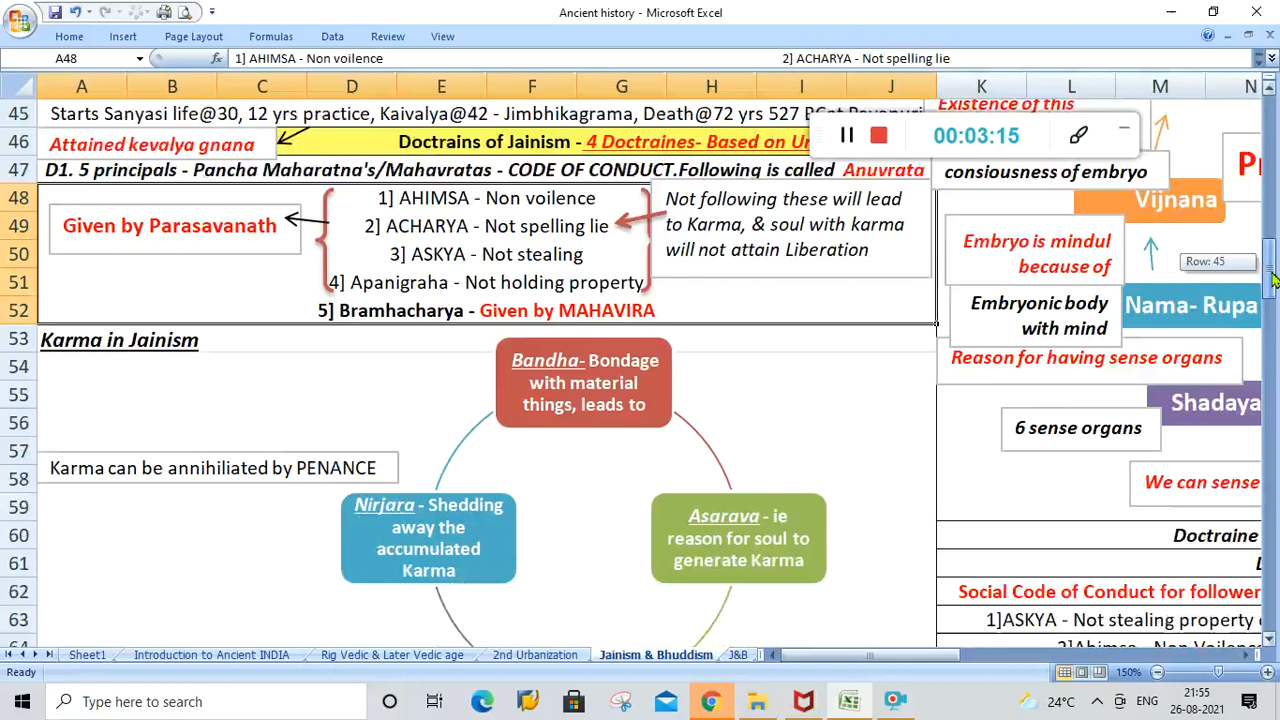 Ancient history - Microsoft Excel
Home Insert Page Layout Formulas Data Review View
A48 fx 1] AHIMSA - Non voilence 2] ACHARYA - Not spelling lie
A B C D E F G H I J K L M N
45 Starts Sanyasi life@30, 12 yrs practice, Kaivalya@42 - Jimbhikagrama, Death@72 yrs 527
46 Attained kevalya gnana
Doctrains of Jainism - 4 Doctraines- Based on
47 D1. 5 principals - Pancha Maharatna's/Mahavratas - CODE OF CONDUCT.Following is called Anuvrata
48 1] AHIMSA - Non voilence
49 2] ACHARYA - Not spelling lie
50 3] ASKYA - Not stealing
51 4] Apanigraha - Not holding property
52 5] Bramhacharya - Given by MAHAVIRA
Given by Parasavanath
Not following these will lead
to Karma, & soul with karma
will not attain Liberation
53 Karma in Jainism
54
55
56
57
58
59
60
61
62
63
64
Bandha- Bondage
with material
things, leads to
Karma can be annihiliated by PENANCE
Nirjara - Shedding
away the
accumulated
Karma
Asarava - ie
reason for soul to
generate Karma
00:03:15
Existence of this
consiousness of embryo
Vijnana
Embryo is mindul
because of
Row: 45
Embryonic body
with mind
Nama- Rupa
Reason for having sense organs
Shadaya
6 sense organs
We can sense
Doctraine
Social Code of Conduct for follower
1]ASKYA - Not stealing property
2]Ahimsa - Non
Sheet1 Introduction to Ancient INDIA Rig Vedic & Later Vedic age 2nd Urbanization Jainism & Bhuddism J&B
Ready 150%
Type here to search
24°C ENG 21:55
26-08-2021